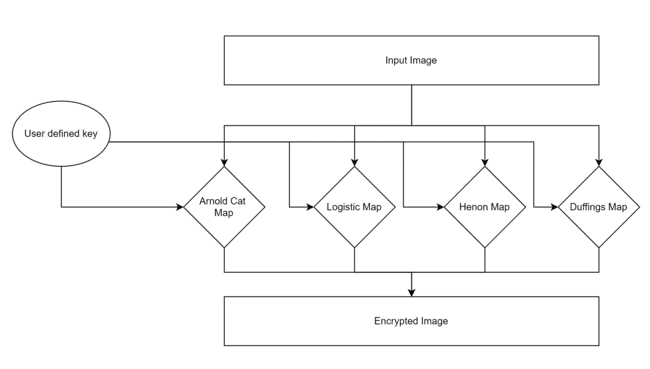 Input Image
User defined key
Arnold Cat
Map
Logistic Map
Henon Map
Duffings Map
Encrypted Image